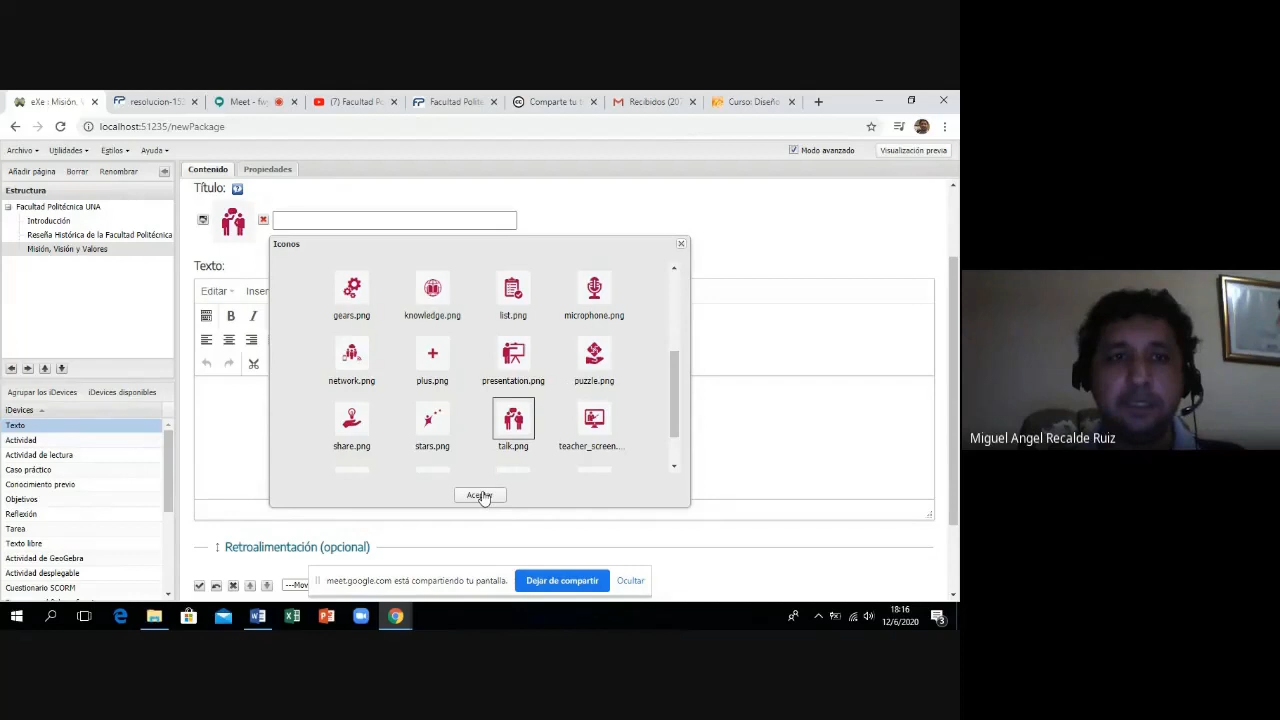 eXe : Misión, V
resolucion-152
Meet - fw
(7) Facultad Polit
Facultad Politéc
Comparte tu t
Recibidos (207
Curso: Diseño
localhost:51235/newPackage
Archivo
Utilidades
Estilos
Ayuda
Modo avanzado
Visualización previa
Añadir página
Borrar
Renombrar
Contenido
Propiedades
Estructura
Título:
Facultad Politécnica UNA
Introducción
Reseña Histórica de la Facultad Politécnica
Misión, Visión y Valores
Iconos
Texto:
Editar
Inser
B
I
gears.png
knowledge.png
list.png
microphone.png
network.png
plus.png
presentation.png
puzzle.png
share.png
stars.png
talk.png
teacher_screen....
Aceptar
Agrupar los iDevices
iDevices disponibles
iDevices
Texto
Actividad
Actividad de lectura
Caso práctico
Conocimiento previo
Objetivos
Reflexión
Tarea
Texto libre
Actividad de GeoGebra
Actividad desplegable
Cuestionario SCORM
Retroalimentación (opcional)
---Mov
meet.google.com está compartiendo tu pantalla.
Dejar de compartir
Ocultar
18:16
12/6/2020
3
Miguel Angel Recalde Ruiz